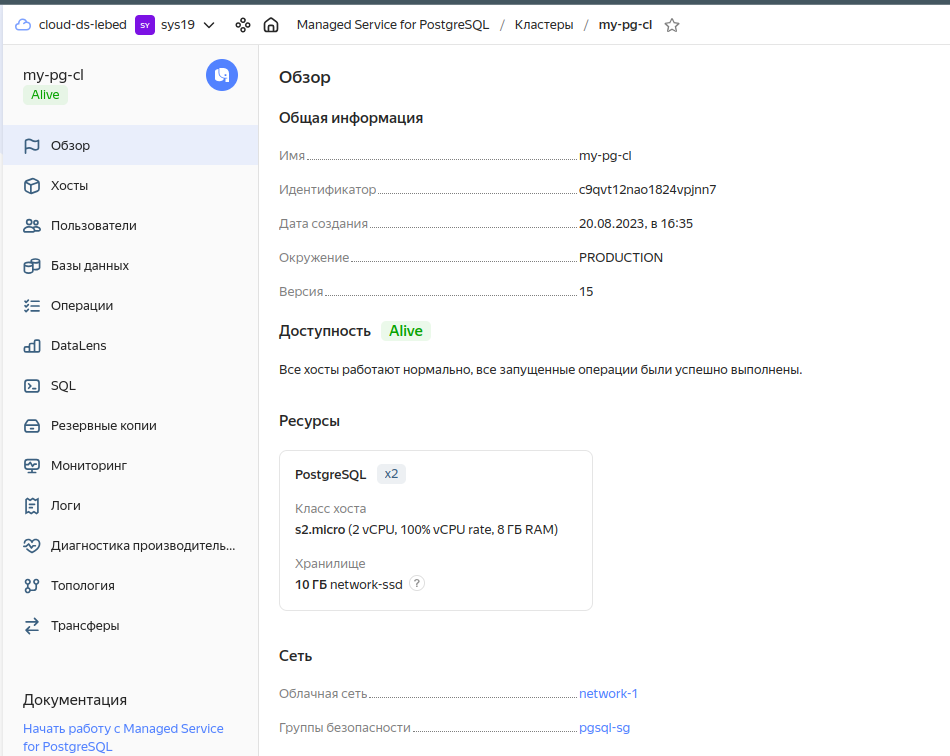 cloud-ds-lebed SY sys19 Managed Service for PostgreSQL / Кластеры / my-pg-cl
my-pg-cl
Alive
Обзор
Хосты
Пользователи
Базы данных
Операции
DataLens
SQL
Резервные копии
Мониторинг
Логи
Диагностика производитель...
Топология
Трансферы
Документация
Начать работу с Managed Service
for PostgreSQL
Обзор
Общая информация
Имя my-pg-cl
Идентификатор c9qvt12nao1824vpjnn7
Дата создания 20.08.2023, в 16:35
Окружение PRODUCTION
Версия 15
Доступность Alive
Все хосты работают нормально, все запущенные операции были успешно выполнены.
Ресурсы
PostgreSQL x2
Класс хоста
s2.micro (2 vCPU, 100% vCPU rate, 8 ГБ RAM)
Хранилище
10 ГБ network-ssd ?
Сеть
Облачная сеть network-1
Группы безопасности pgsql-sg